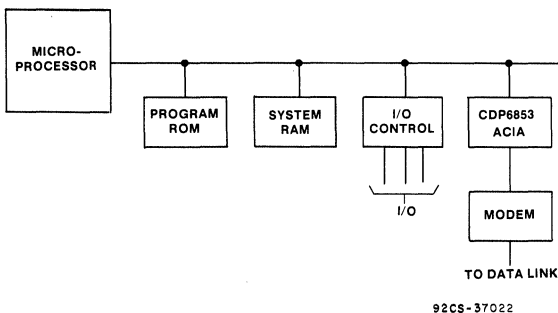 MICRO-
PROCESSOR
PROGRAM
ROM
SYSTEM
RAM
I/O
CONTROL
CDP6853
ACIA
I/O
MODEM
TO DATA LINK
92CS-37022